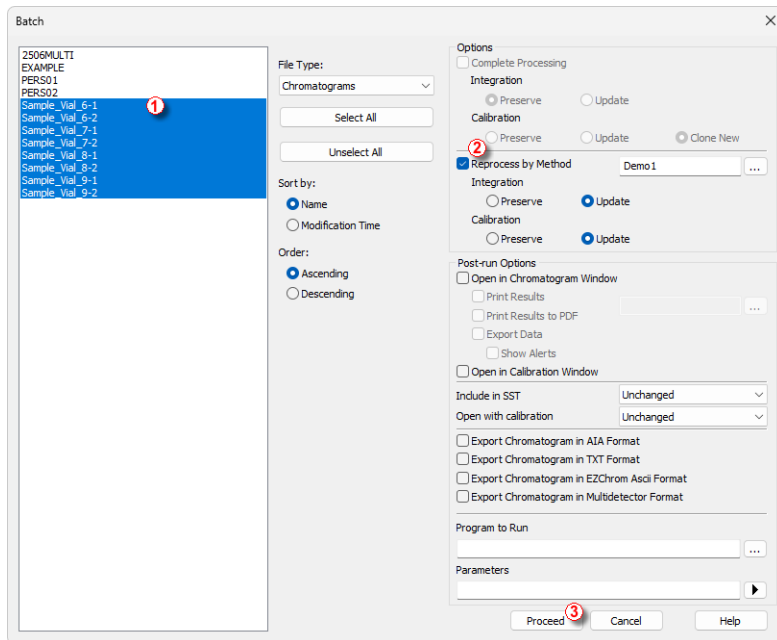 Batch
2506MULTI
EXAMPLE
PERS01
PERS02
Sample_Vial_6-1
Sample_Vial_6-2
Sample_Vial_7-1
Sample_Vial_7-2
Sample_Vial_8-1
Sample_Vial_8-2
Sample_Vial_9-1
Sample_Vial_9-2
1
File Type:
Chromatograms
Select All
Unselect All
Sort by:
Name
Modification Time
Order:
Ascending
Descending
Options
Complete Processing
Integration
Preserve Update
Calibration
Preserve Update Clone New
2
Reprocess by Method Demo1 ...
Integration
Preserve Update
Calibration
Preserve Update
Post-run Options
Open in Chromatogram Window
Print Results ...
Print Results to PDF
Export Data
Show Alerts
Open in Calibration Window
Include in SST Unchanged
Open with calibration Unchanged
Export Chromatogram in AIA Format
Export Chromatogram in TXT Format
Export Chromatogram in EZChrom Ascii Format
Export Chromatogram in Multidetector Format
Program to Run
...
Parameters
3
Proceed Cancel Help